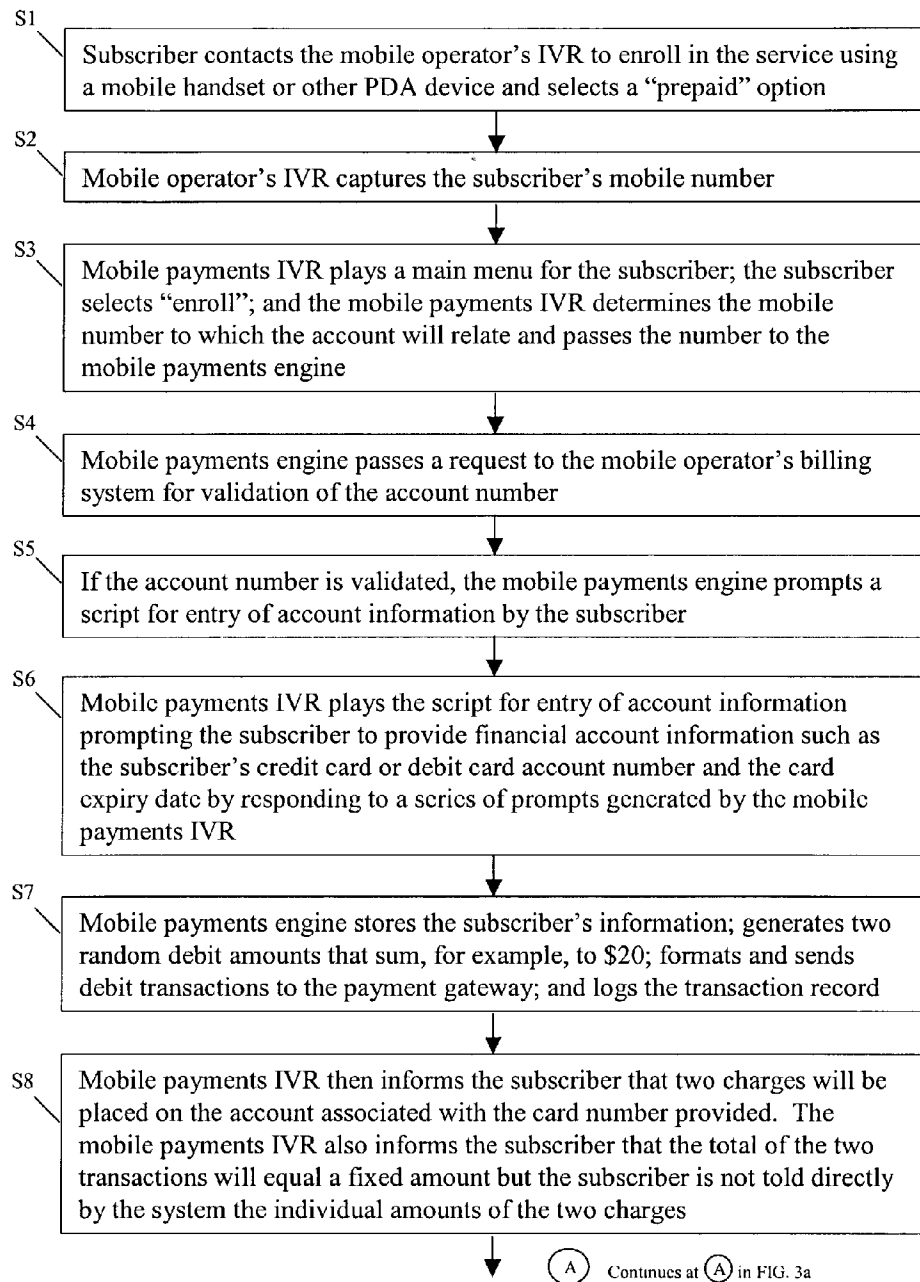 S1
Subscriber contacts the mobile operator's IVR to enroll in the service using
a mobile handset or other PDA device and selects a “prepaid” option
S2
Mobile operator's IVR captures the subscriber's mobile number
S3
Mobile payments IVR plays a main menu for the subscriber; the subscriber
selects “enroll”; and the mobile payments IVR determines the mobile
number to which the account will relate and passes the number to the
mobile payments engine
S4
Mobile payments engine passes a request to the mobile operator's billing
system for validation of the account number
S5
If the account number is validated, the mobile payments engine prompts a
script for entry of account information by the subscriber
S6
Mobile payments IVR plays the script for entry of account information
prompting the subscriber to provide financial account information such as
the subscriber's credit card or debit card account number and the card
expiry date by responding to a series of prompts generated by the mobile
payments IVR
S7
Mobile payments engine stores the subscriber's information; generates two
random debit amounts that sum, for example, to $20; formats and sends
debit transactions to the payment gateway; and logs the transaction record
S8
Mobile payments IVR then informs the subscriber that two charges will be
placed on the account associated with the card number provided. The
mobile payments IVR also informs the subscriber that the total of the two
transactions will equal a fixed amount but the subscriber is not told directly
by the system the individual amounts of the two charges
A Continues at A in FIG. 3a